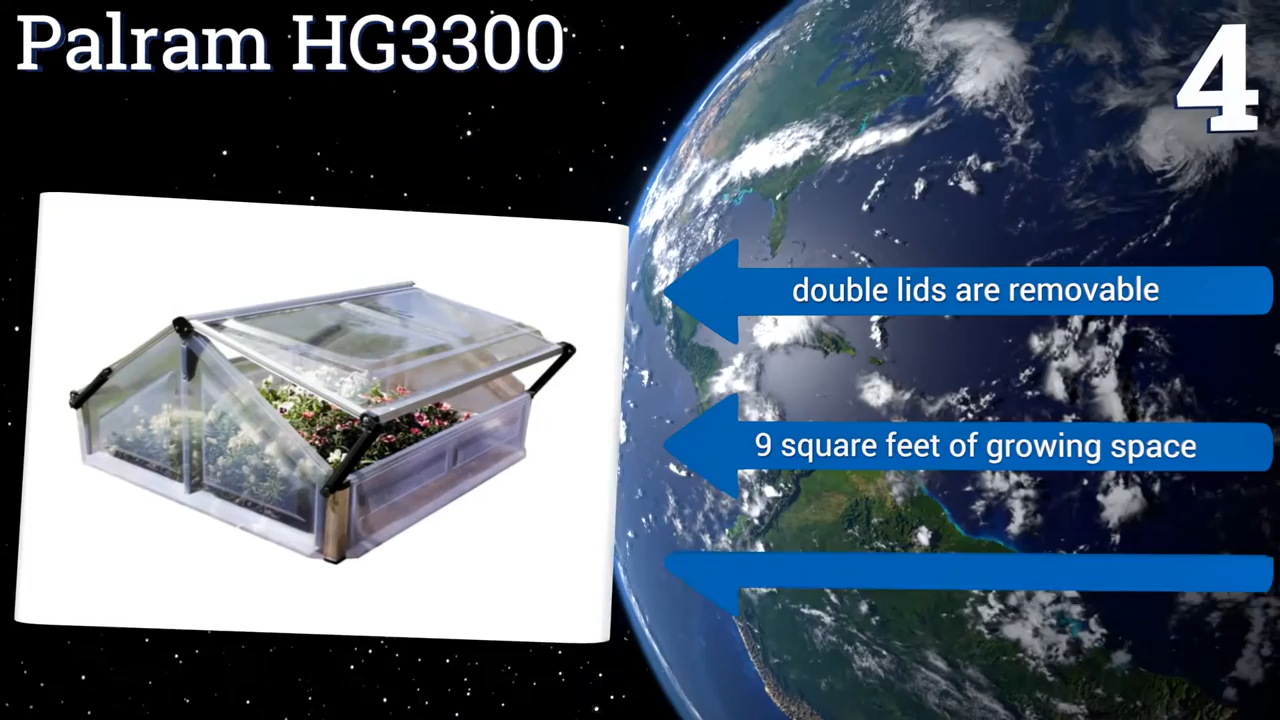 Palram HG3300
4
double lids are removable
9 square feet of growing space